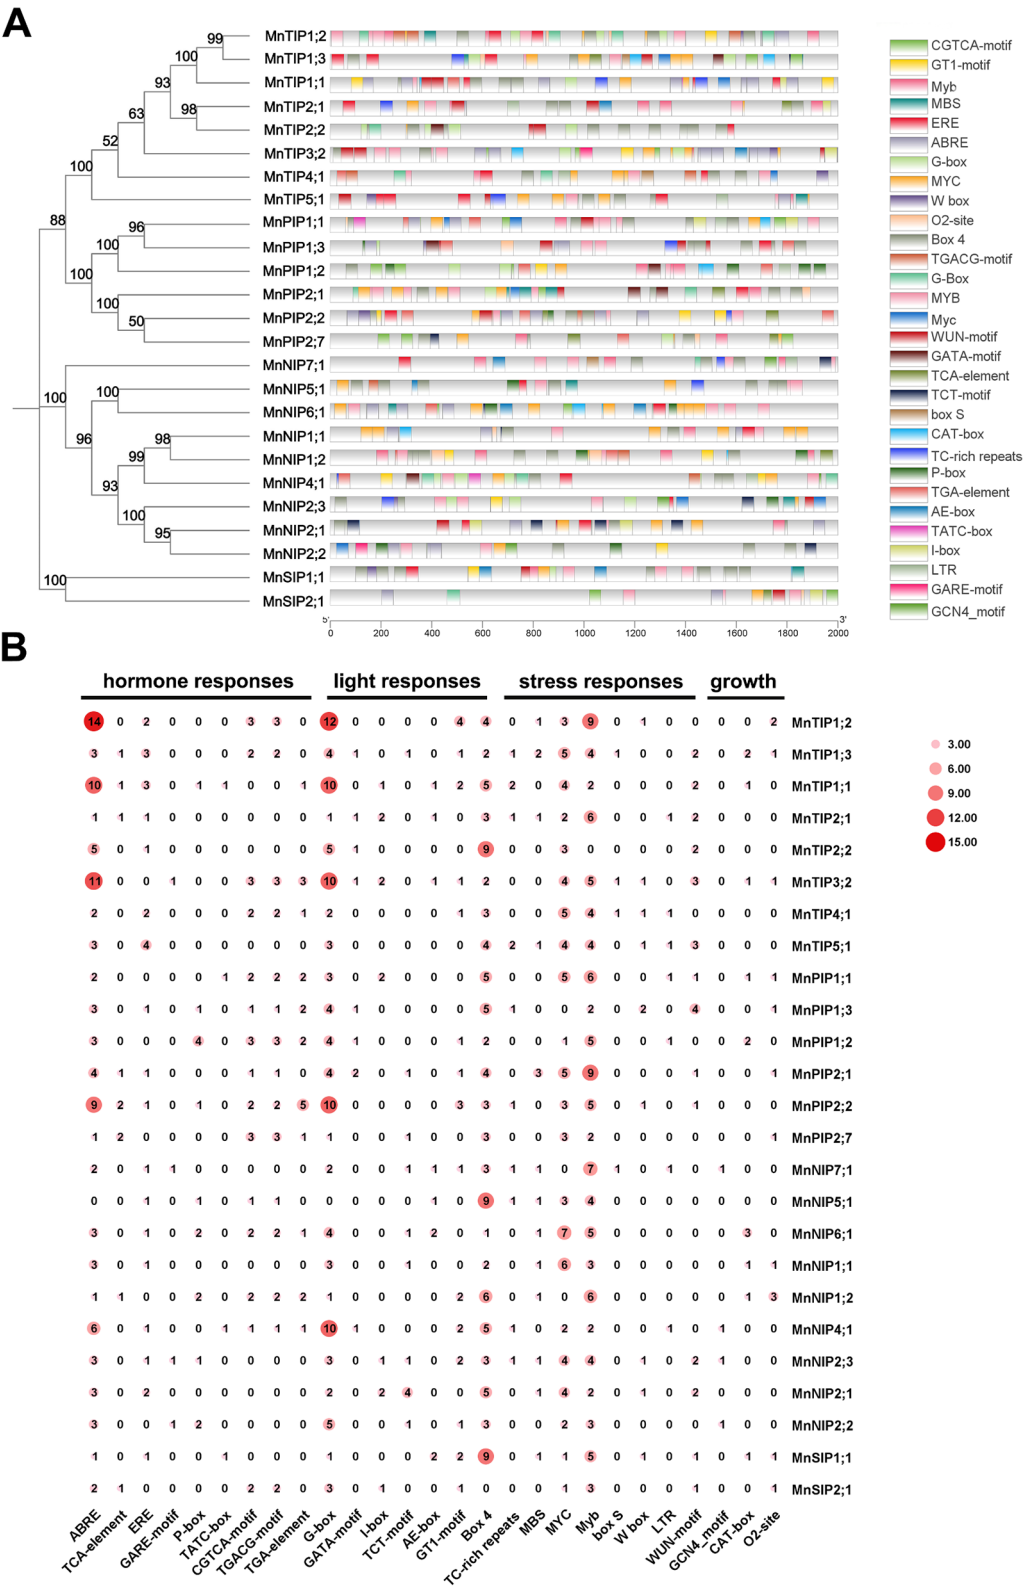 A
99 MnTIP1;2
100 MnTIP1;3
93 MnTIP1;1
63 98 MnTIP2;1
MnTIP2;2
52 MnTIP3;2
100 MnTIP4;1
MnTIP5;1
88 96 MnPIP1;1
100 MnPIP1;3
100 MnPIP1;2
100 MnPIP2;1
50 MnPIP2;2
MnPIP2;7
MnNIP7;1
100 100 MnNIP5;1
MnNIP6;1
96 98 MnNIP1;1
99 MnNIP1;2
93 MnNIP4;1
100 MnNIP2;3
95 MnNIP2;1
MnNIP2;2
100 MnSIP1;1
MnSIP2;1
5' 3'
0 200 400 600 800 1000 1200 1400 1600 1800 2000
CGTCA-motif
GT1-motif
Myb
MBS
ERE
ABRE
G-box
MYC
W box
O2-site
Box 4
TGACG-motif
G-Box
MYB
Myc
WUN-motif
GATA-motif
TCA-element
TCT-motif
box S
CAT-box
TC-rich repeats
P-box
TGA-element
AE-box
TATC-box
I-box
LTR
GARE-motif
GCN4_motif
B
hormone responses light responses stress responses growth
14 0 2 0 0 0 3 3 0 12 0 0 0 0 4 4 0 1 3 9 0 1 0 0 0 0 2 MnTIP1;2
3 1 3 0 0 0 2 2 0 4 1 0 1 0 1 2 1 2 5 4 1 0 0 2 0 2 1 MnTIP1;3
10 1 3 0 1 1 0 0 1 10 0 1 0 1 2 5 2 0 4 2 0 0 0 2 0 1 0 MnTIP1;1
1 1 1 0 0 0 0 0 0 1 1 2 0 1 0 3 1 1 2 6 0 0 1 2 0 0 0 MnTIP2;1
5 0 1 0 0 0 0 0 0 5 1 0 0 0 1 9 0 0 3 0 0 0 0 2 0 0 0 MnTIP2;2
11 0 0 1 0 0 3 3 3 10 1 2 0 1 1 2 0 0 4 5 1 1 0 3 0 1 1 MnTIP3;2
2 0 2 0 0 0 2 2 1 2 0 0 0 0 1 3 0 0 5 4 1 1 1 0 0 0 0 MnTIP4;1
3 0 4 0 0 0 0 0 0 3 0 0 0 0 0 4 2 1 4 4 0 1 1 3 0 0 0 MnTIP5;1
2 0 0 0 0 1 2 2 2 3 0 2 0 0 0 5 0 0 5 6 0 0 1 1 0 1 1 MnPIP1;1
3 0 1 0 1 0 1 1 2 4 1 0 0 0 0 5 1 0 0 2 0 2 0 4 0 0 1 MnPIP1;3
3 0 0 0 4 0 3 3 2 4 1 0 0 0 1 2 0 0 1 5 0 0 1 0 0 2 0 MnPIP1;2
4 1 1 0 0 0 1 1 0 4 2 0 1 0 1 4 0 3 5 9 0 0 0 1 0 0 1 MnPIP2;1
9 2 1 0 1 0 2 2 5 10 0 0 0 0 3 3 1 0 3 5 0 1 0 1 0 0 0 MnPIP2;2
1 2 0 0 0 0 3 3 1 1 0 0 1 0 0 3 0 0 3 2 0 0 0 0 0 0 1 MnPIP2;7
2 0 1 1 0 0 0 0 0 2 0 0 1 1 1 3 1 1 0 7 1 0 1 0 1 0 0 MnNIP7;1
0 0 1 0 1 0 1 1 0 0 0 0 0 1 0 9 1 1 3 4 0 0 0 0 0 0 0 MnNIP5;1
3 0 1 0 2 0 2 2 1 4 0 0 1 2 0 1 0 1 7 5 0 0 0 0 0 3 0 MnNIP6;1
3 0 1 0 0 0 0 0 0 3 0 0 1 0 0 2 0 1 6 3 0 0 0 0 0 1 1 MnNIP1;1
1 1 0 0 2 0 2 2 2 1 0 0 0 0 2 6 0 1 0 6 0 0 0 0 0 1 3 MnNIP1;2
6 0 1 0 0 1 1 1 1 10 1 0 0 0 2 5 1 0 2 2 0 0 1 0 1 0 0 MnNIP4;1
3 0 1 1 1 0 0 0 0 3 0 1 1 0 2 3 1 1 4 4 0 1 0 2 1 0 0 MnNIP2;3
3 0 2 0 0 0 0 0 0 2 0 2 4 0 0 5 0 1 4 2 0 1 0 2 0 0 0 MnNIP2;1
3 0 0 1 2 0 0 0 0 5 0 0 1 0 1 3 0 0 2 3 0 0 0 0 1 0 0 MnNIP2;2
1 0 1 0 0 1 0 0 0 1 0 0 0 2 2 9 0 1 1 5 0 1 0 1 0 1 1 MnSIP1;1
2 1 0 0 0 0 2 2 0 3 0 1 0 0 1 0 0 0 1 3 0 0 0 1 0 0 1 MnSIP2;1
ABRE TCA-element ERE GARE-motif P-box TATC-box CGTCA-motif TGACG-motif TGA-element G-box GATA-motif I-box TCT-motif AE-box GT1-motif Box 4 TC-rich repeats MBS MYC Myb box S W box LTR WUN-motif GCN4_motif CAT-box O2-site
3.00
6.00
9.00
12.00
15.00